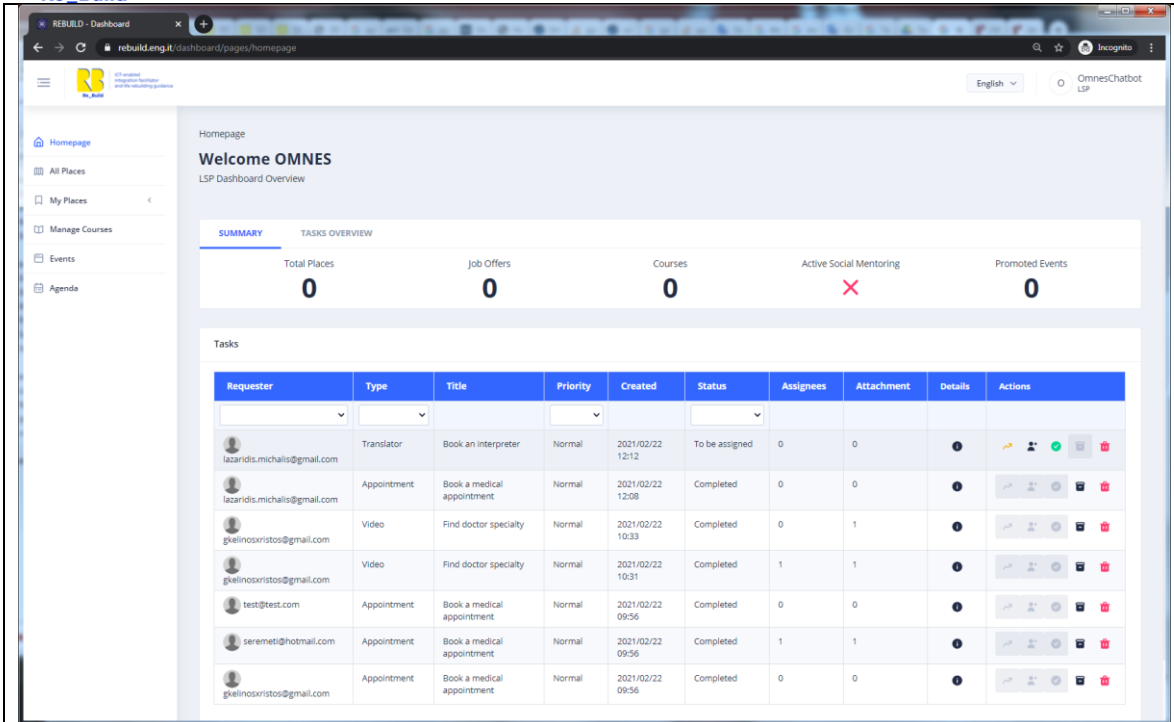 REBUILD - Dashboard
rebuild.eng.it/dashboard/pages/homepage
Incognito
Re_Build
ICT-enabled
integration facilitator
and life rebuilding guidance
English
O
OmnesChatbot
LSP
Homepage
All Places
My Places
Manage Courses
Events
Agenda
Homepage
Welcome OMNES
LSP Dashboard Overview
SUMMARY TASKS OVERVIEW
Total Places Job Offers Courses Active Social Mentoring Promoted Events
0 0 0 0
Tasks
Requester Type Title Priority Created Status Assignees Attachment Details Actions
lazaridis.michalis@gmail.com Translator Book an interpreter Normal 2021/02/22 12:12 To be assigned 0 0
lazaridis.michalis@gmail.com Appointment Book a medical appointment Normal 2021/02/22 12:08 Completed 0 0
gkelinosxristos@gmail.com Video Find doctor specialty Normal 2021/02/22 10:33 Completed 0 1
gkelinosxristos@gmail.com Video Find doctor specialty Normal 2021/02/22 10:31 Completed 1 1
test@test.com Appointment Book a medical appointment Normal 2021/02/22 09:56 Completed 0 0
seremeti@hotmail.com Appointment Book a medical appointment Normal 2021/02/22 09:56 Completed 1 1
gkelinosxristos@gmail.com Appointment Book a medical appointment Normal 2021/02/22 09:56 Completed 0 0